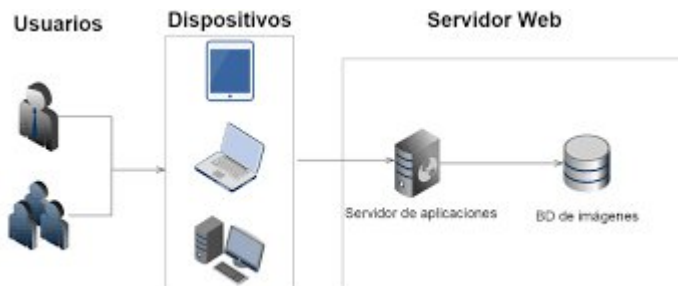 Usuarios
Dispositivos
Servidor Web
Servidor de aplicaciones
BD de imágenes